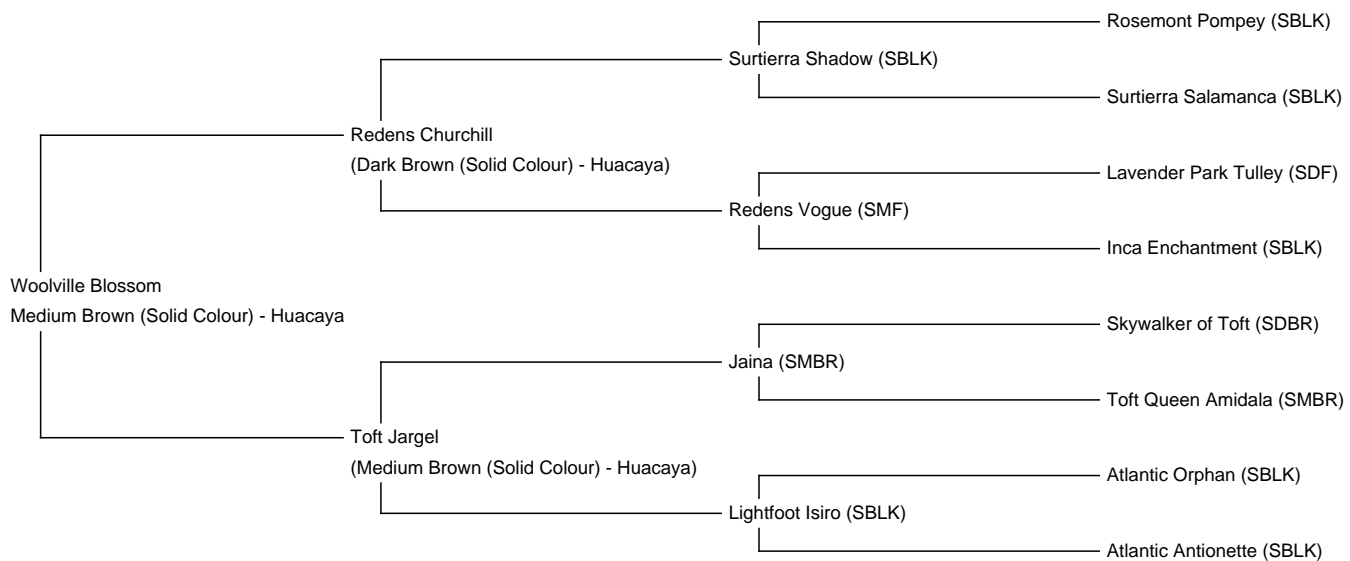 Rosemont Pompey (SBLK)
Surtierra Shadow (SBLK)
Surtierra Salamanca (SBLK)
Redens Churchill
(Dark Brown (Solid Colour) - Huacaya)
Lavender Park Tulley (SDF)
Redens Vogue (SMF)
Inca Enchantment (SBLK)
Woolville Blossom
Medium Brown (Solid Colour) - Huacaya
Skywalker of Toft (SDBR)
Jaina (SMBR)
Toft Queen Amidala (SMBR)
Toft Jargel
(Medium Brown (Solid Colour) - Huacaya)
Atlantic Orphan (SBLK)
Lightfoot Isiro (SBLK)
Atlantic Antionette (SBLK)